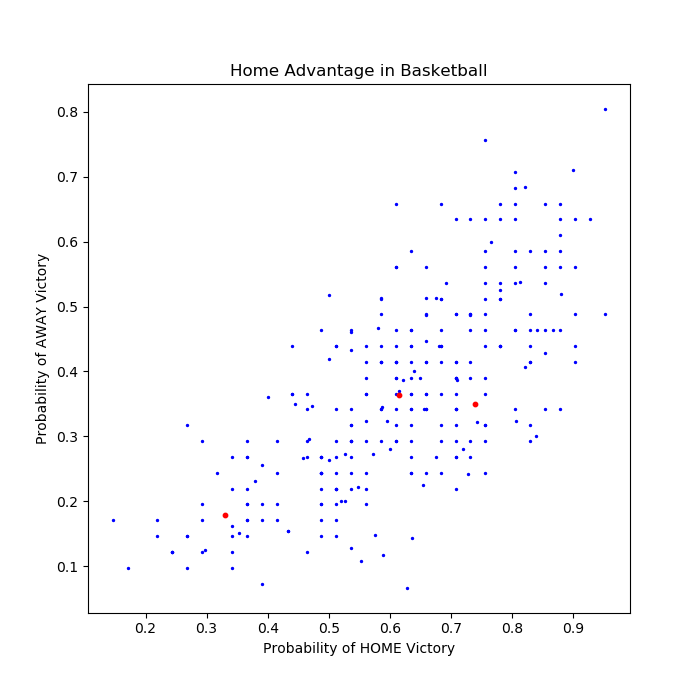 Home Advantage in Basketball
0.8
0.7
0.6
0.5
0.4
0.3
0.2
0.1
Probability of AWAY Victory
0.2 0.3 0.4 0.5 0.6 0.7 0.8 0.9
Probability of HOME Victory